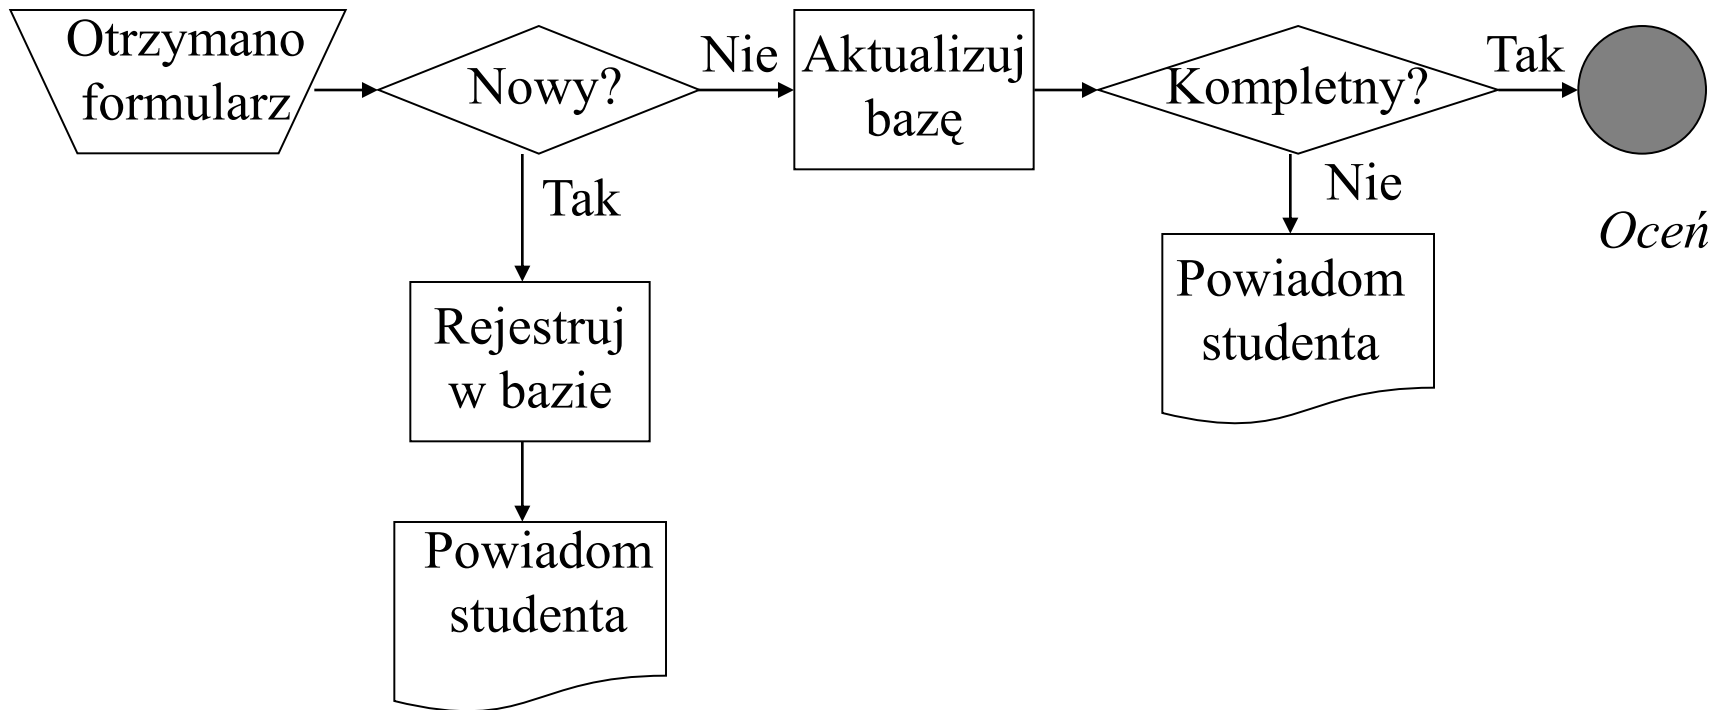 Otrzymano
formularz
Nowy?
Nie
Aktualizuj
bazę
Kompletny?
Tak
Oceń
Nie
Powiadom
studenta
Tak
Rejestruj
w bazie
Powiadom
studenta